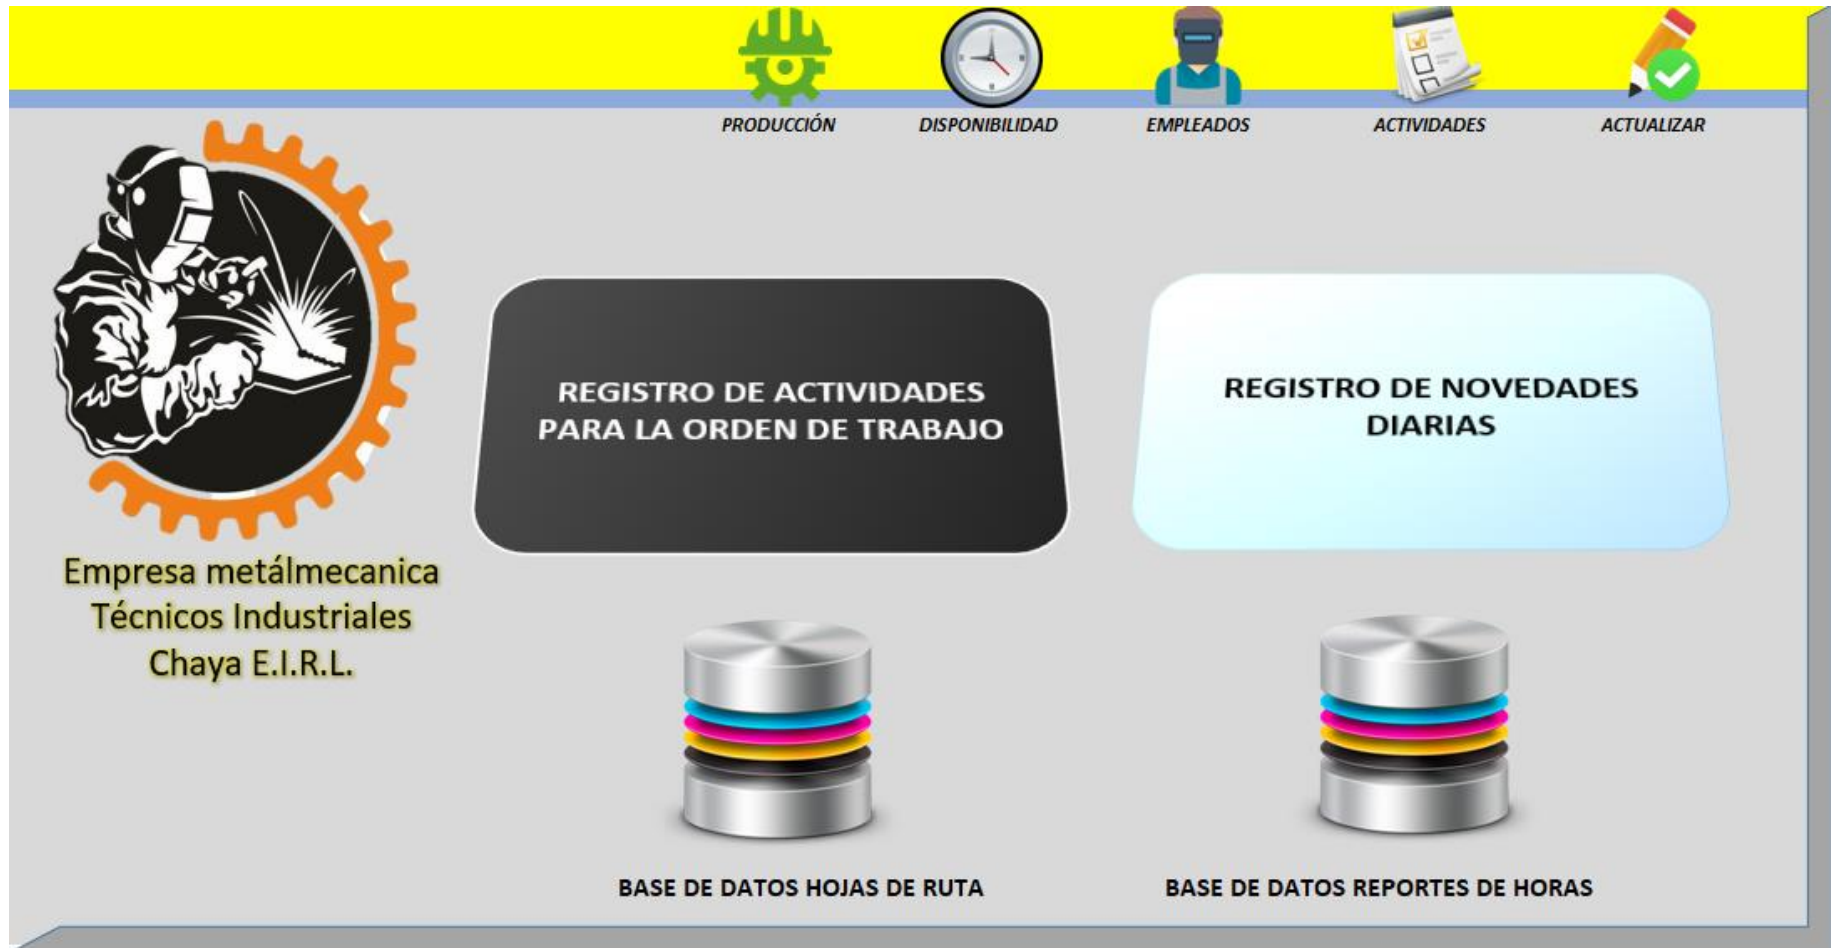 PRODUCCIÓN
DISPONIBILIDAD
EMPLEADOS
ACTIVIDADES
ACTUALIZAR
REGISTRO DE ACTIVIDADES
PARA LA ORDEN DE TRABAJO
REGISTRO DE NOVEDADES
DIARIAS
Empresa metálmecanica
Técnicos Industriales
Chaya E.I.R.L.
BASE DE DATOS HOJAS DE RUTA
BASE DE DATOS REPORTES DE HORAS